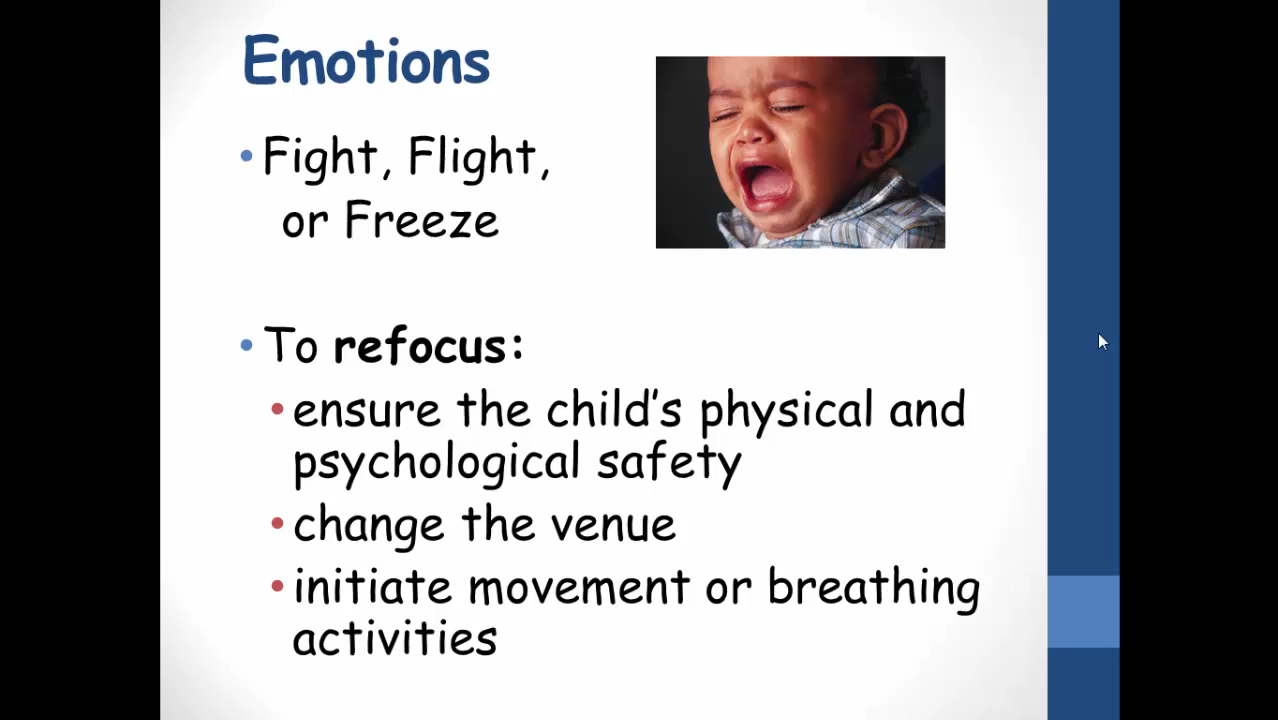 Emotions
• Fight, Flight,
or Freeze
• To refocus:
• ensure the child’s physical and
psychological safety
• change the venue
• initiate movement or breathing
activities